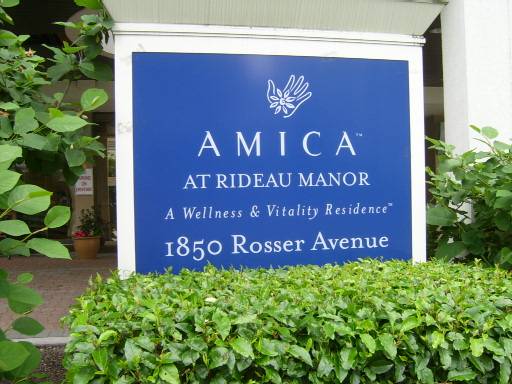 AMICA™
AT RIDEAU MANOR
A Wellness & Vitality Residence™
1850 Rosser Avenue